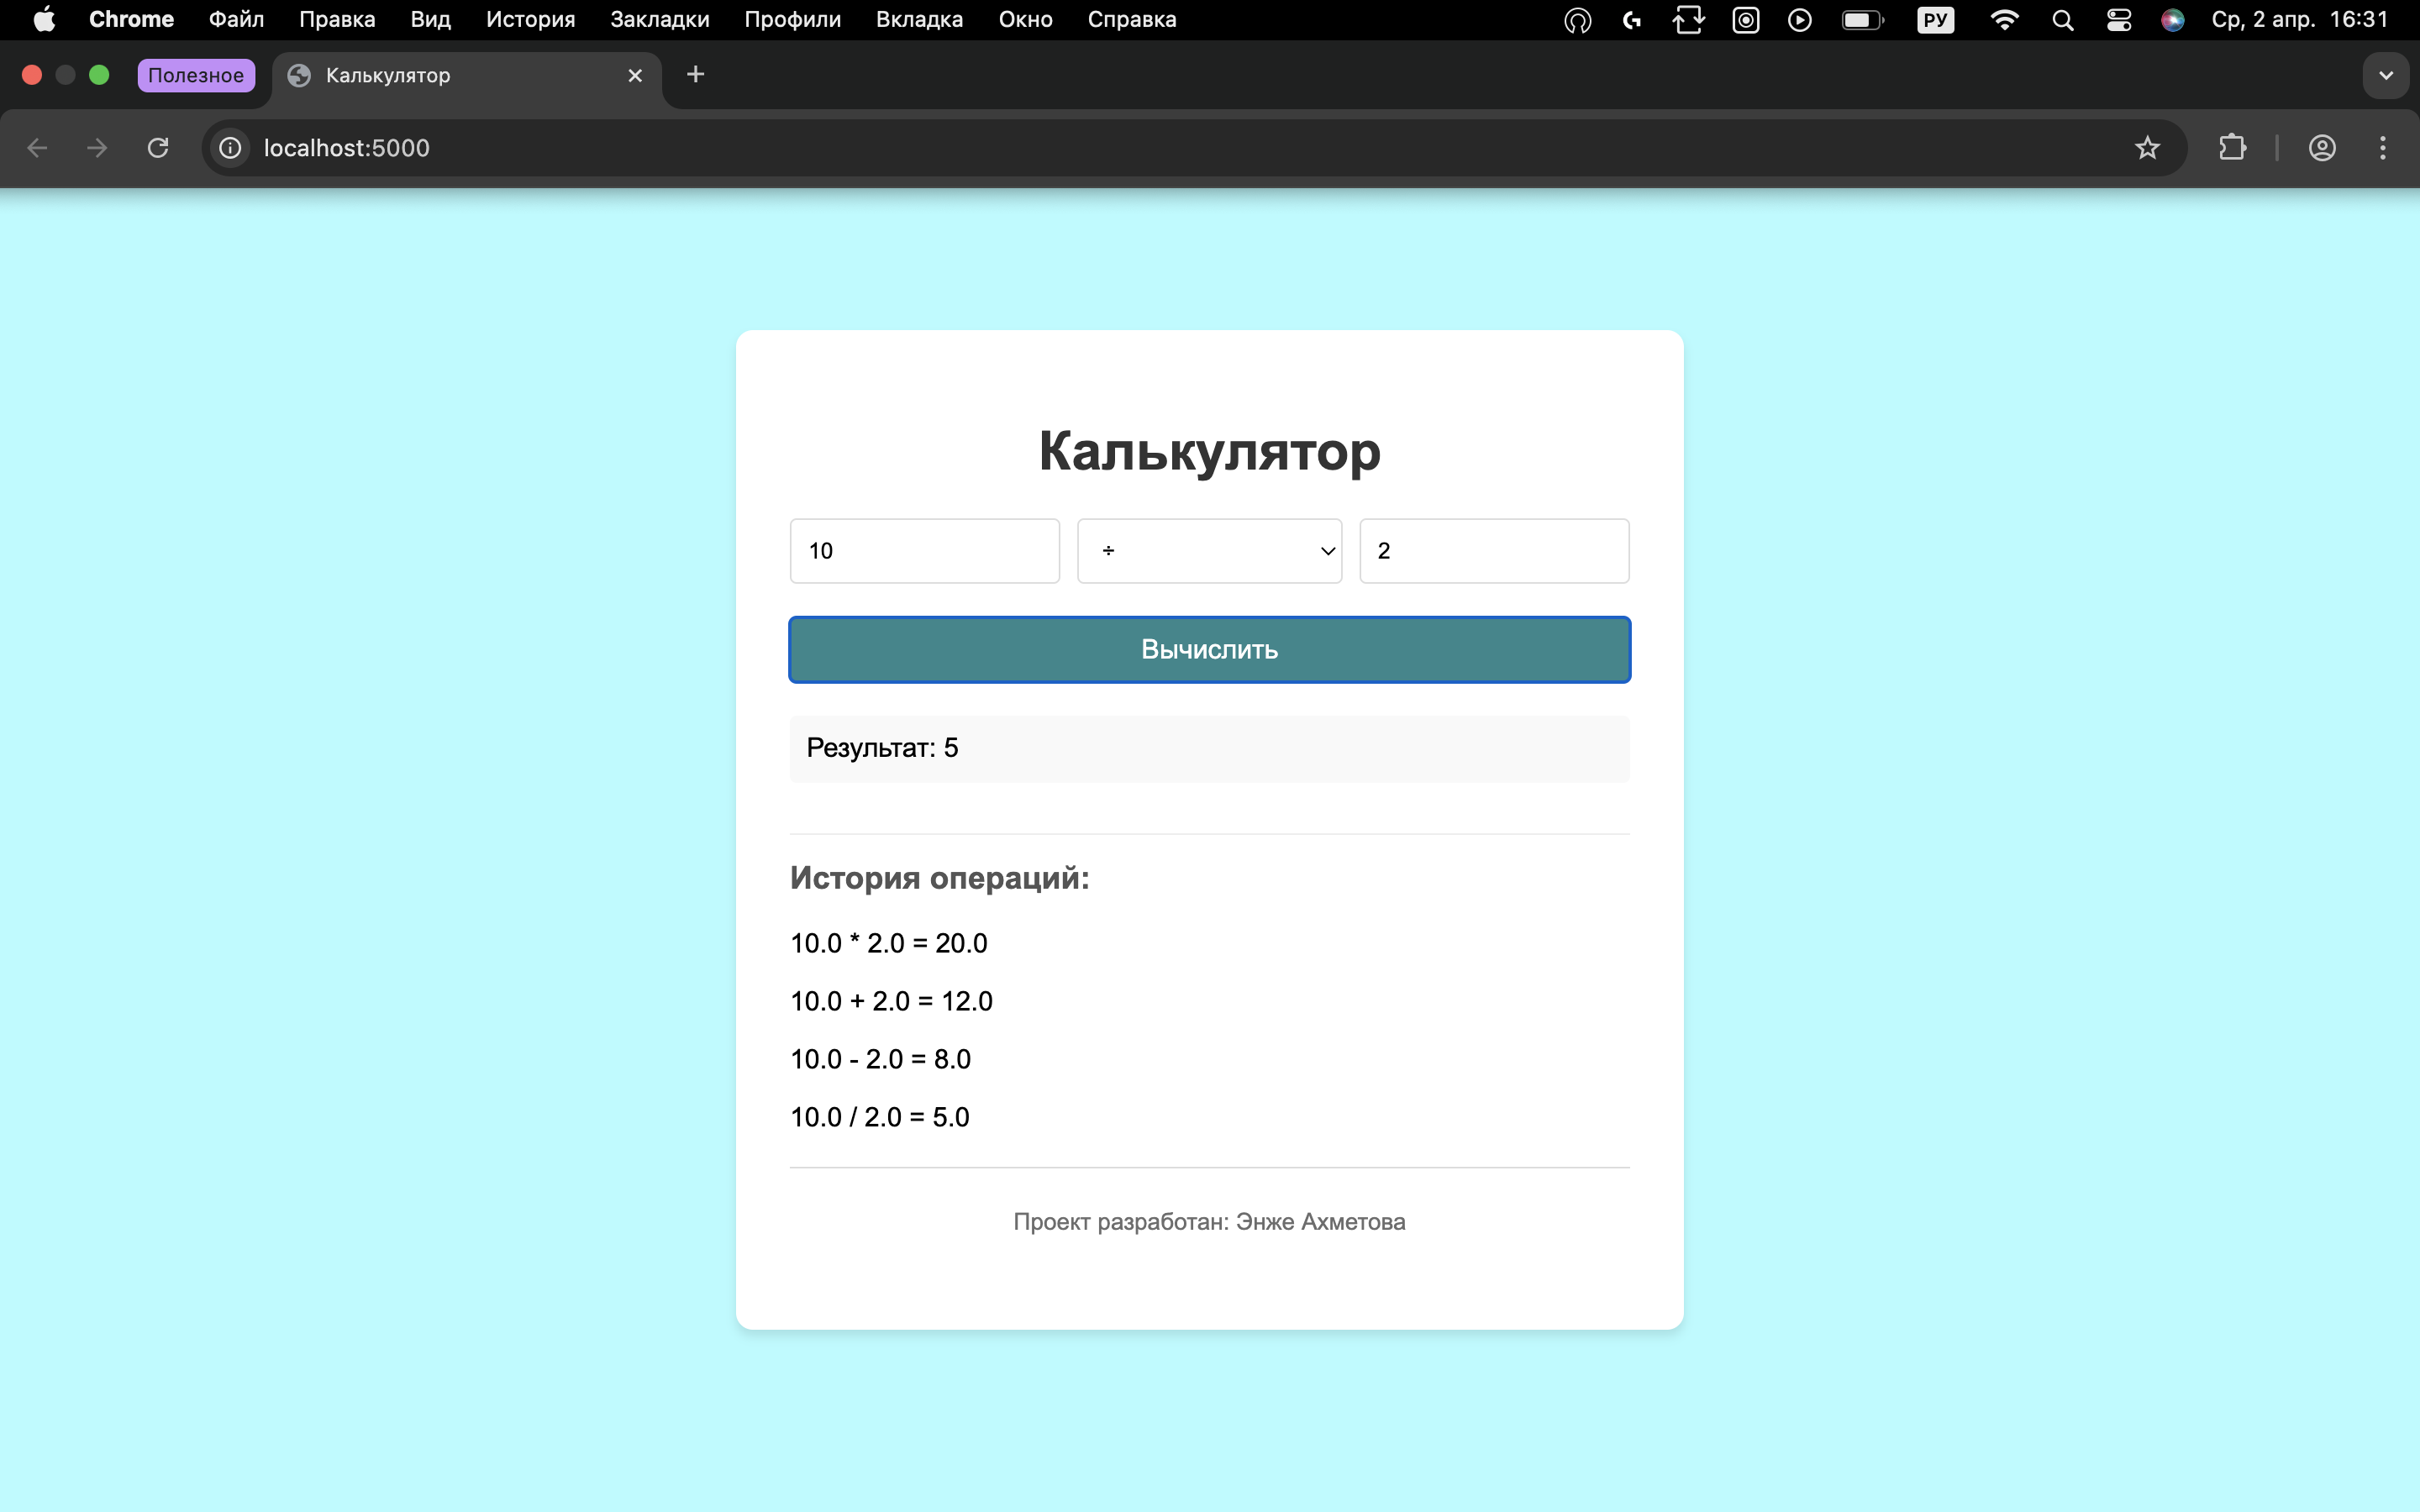 Chrome Файл Правка Вид История Закладки Профили Вкладка Окно Справка РУ Ср, 2 апр. 16:31
Полезное Калькулятор
localhost:5000
Калькулятор
10 ÷ 2
Вычислить
Результат: 5
История операций:
10.0 * 2.0 = 20.0
10.0 + 2.0 = 12.0
10.0 - 2.0 = 8.0
10.0 / 2.0 = 5.0
Проект разработан: Энже Ахметова